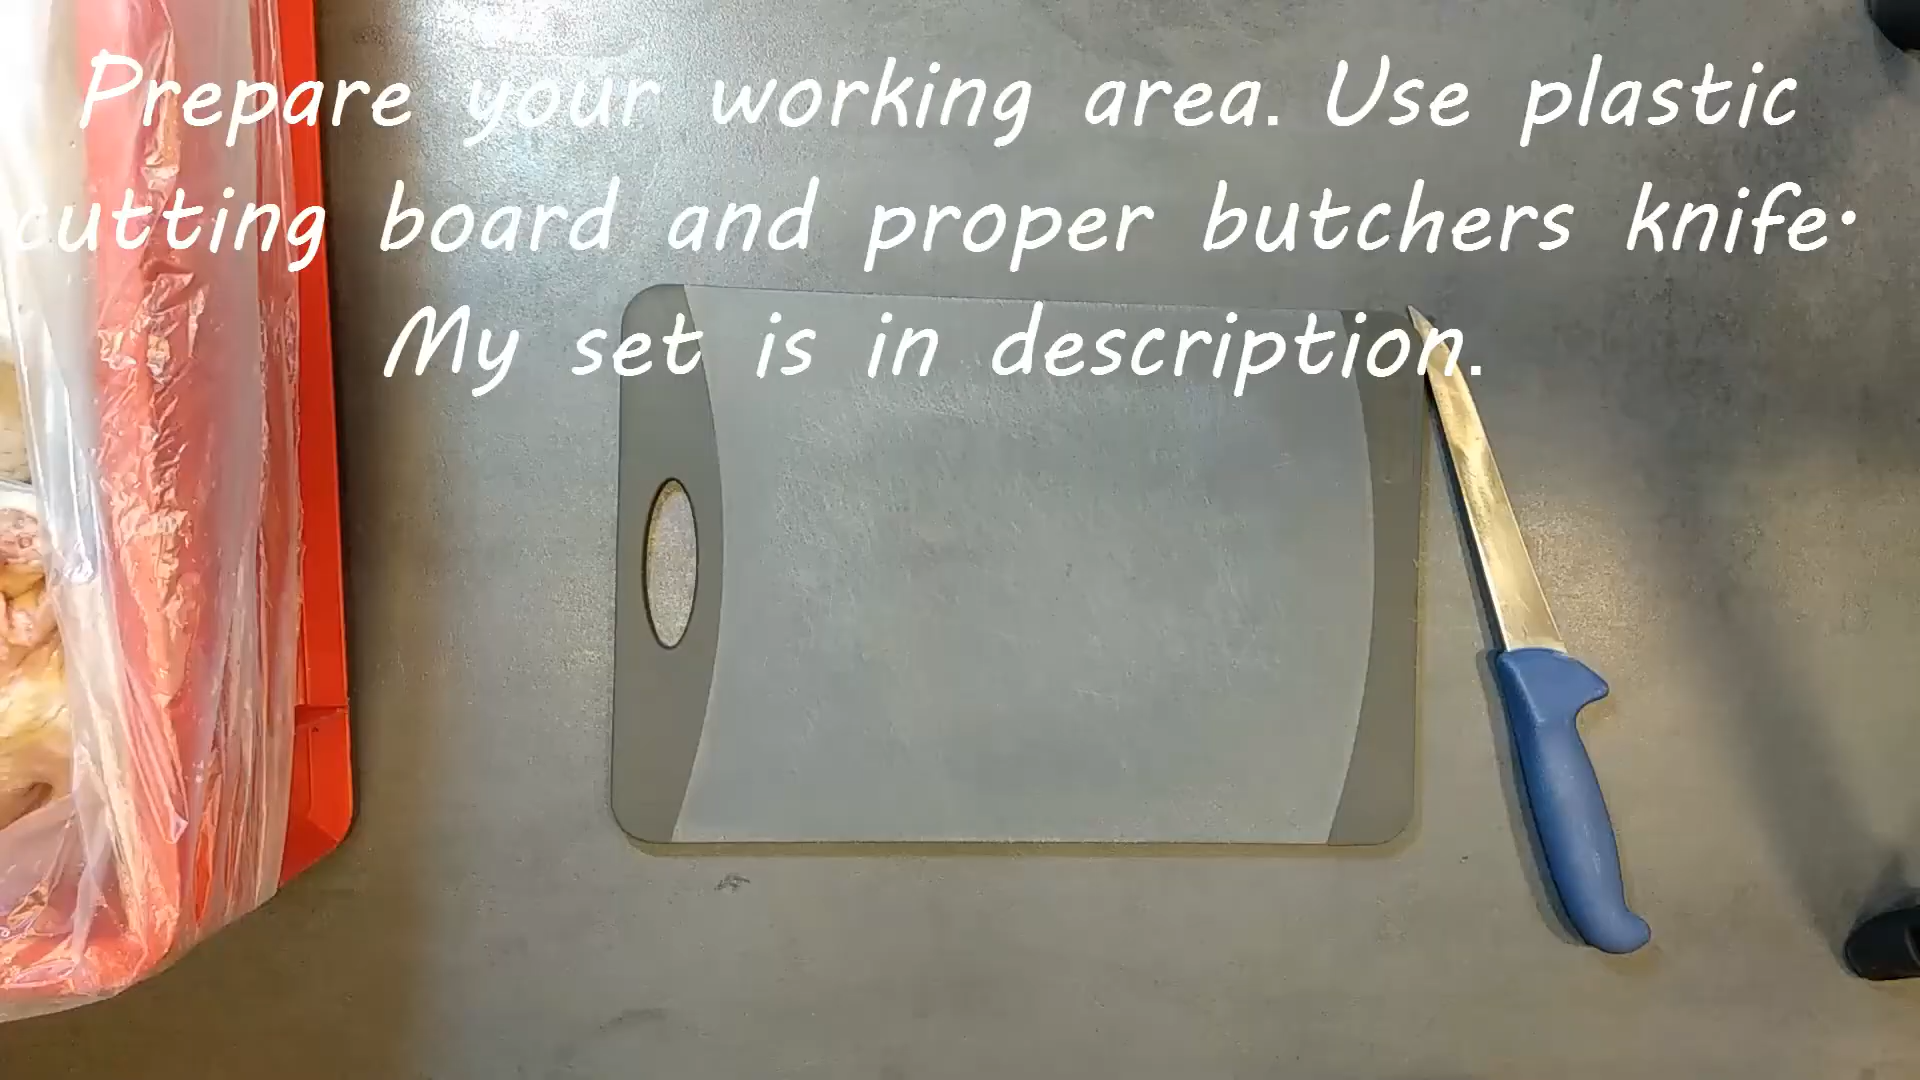 Prepare your working area. Use plastic
cutting board and proper butchers knife.
My set is in description.